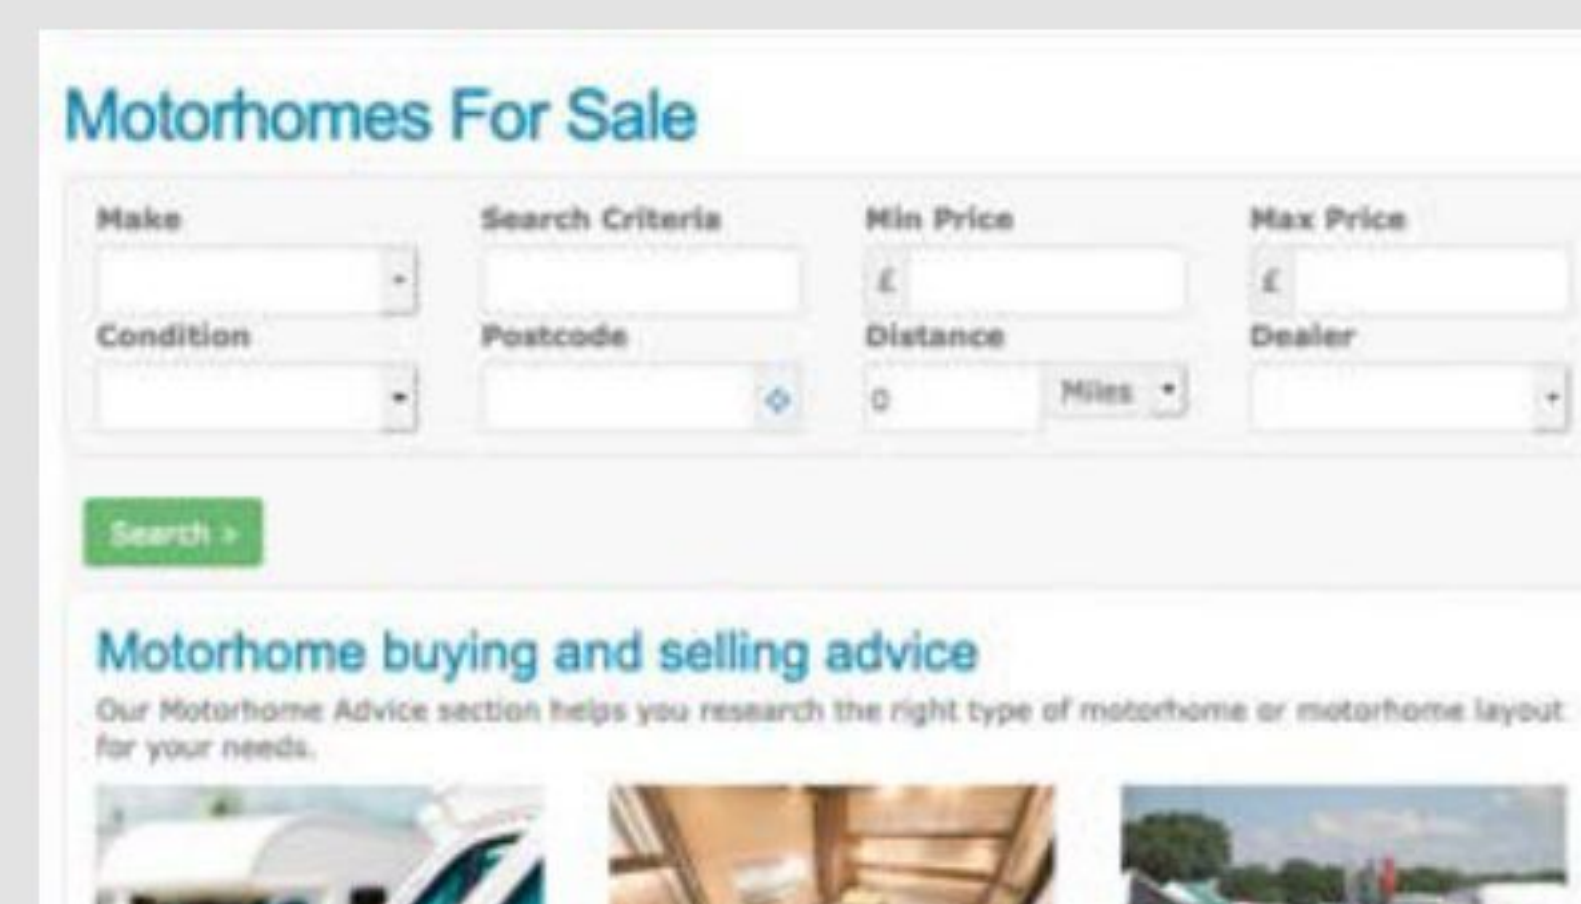 Motorhomes For Sale
Make Search Criteria Min Price Max Price
£ £
Condition Postcode Distance Dealer
0 Miles
Search >
Motorhome buying and selling advice
Our Motorhome Advice section helps you research the right type of motorhome or motorhome layout
for your needs.